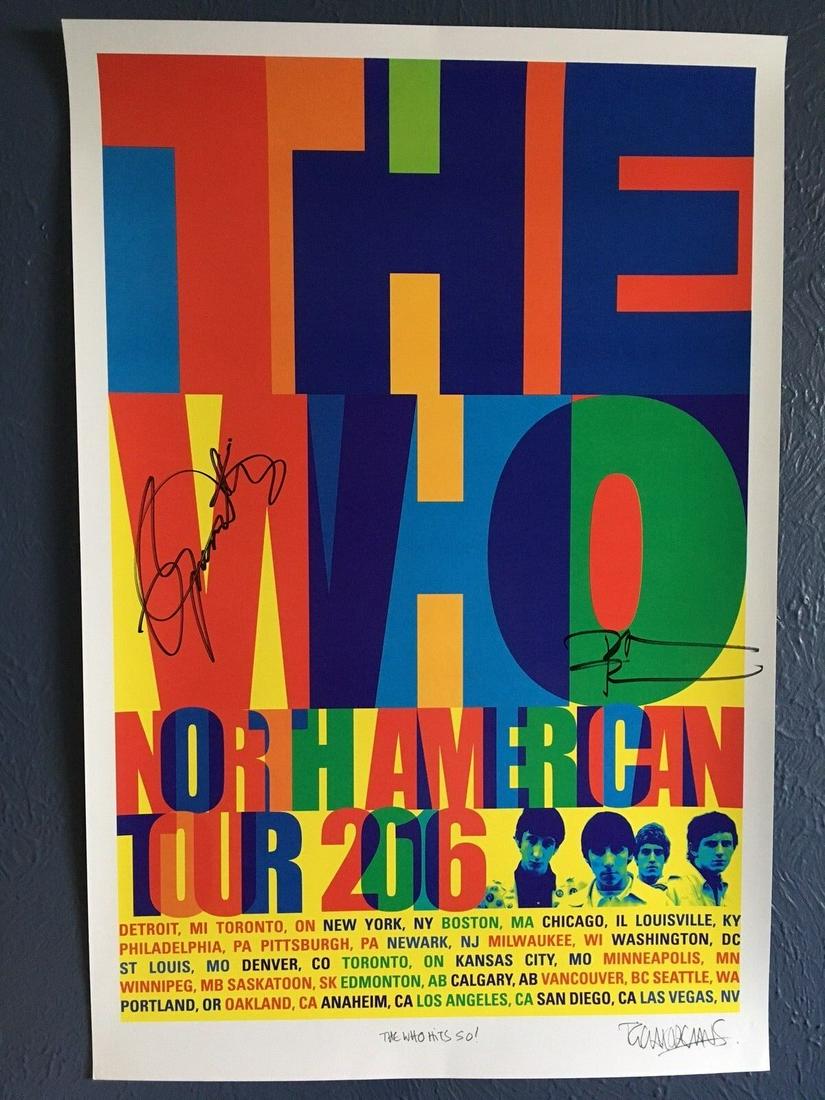 THE
WHO
NORTH AMERICAN
TOUR 2016
DETROIT, MI TORONTO, ON NEW YORK, NY BOSTON, MA CHICAGO, IL LOUISVILLE, KY
PHILADELPHIA, PA PITTSBURGH, PA NEWARK, NJ MILWAUKEE, WI WASHINGTON, DC
ST LOUIS, MO DENVER, CO TORONTO, ON KANSAS CITY, MO MINNEAPOLIS, MN
WINNIPEG, MB SASKATOON, SK EDMONTON, AB CALGARY, AB VANCOUVER, BC SEATTLE, WA
PORTLAND, OR OAKLAND, CA ANAHEIM, CA LOS ANGELES, CA SAN DIEGO, CA LAS VEGAS, NV
THE WHO HITS 50!